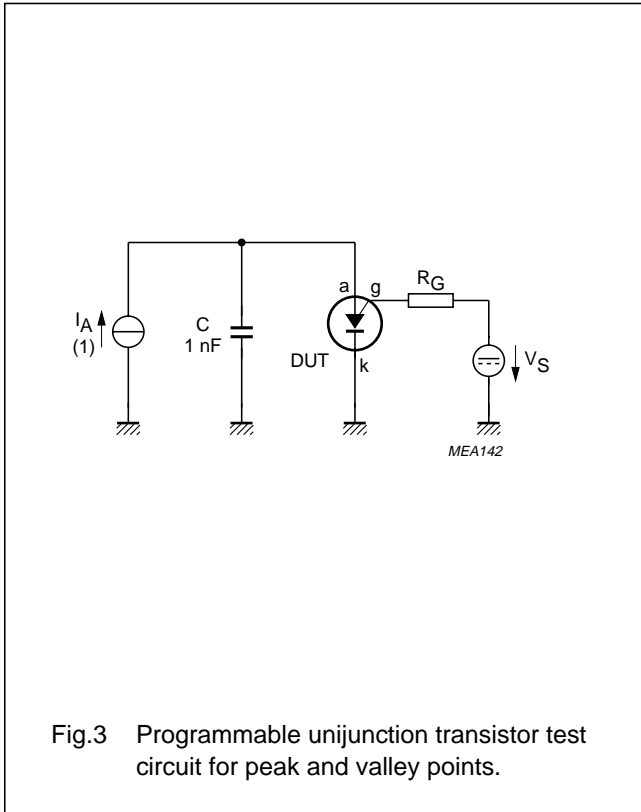 a g
R_G
I_A
(1)
C
1 nF
DUT
k
V_S
MEA142
Fig.3 Programmable unijunction transistor test
circuit for peak and valley points.